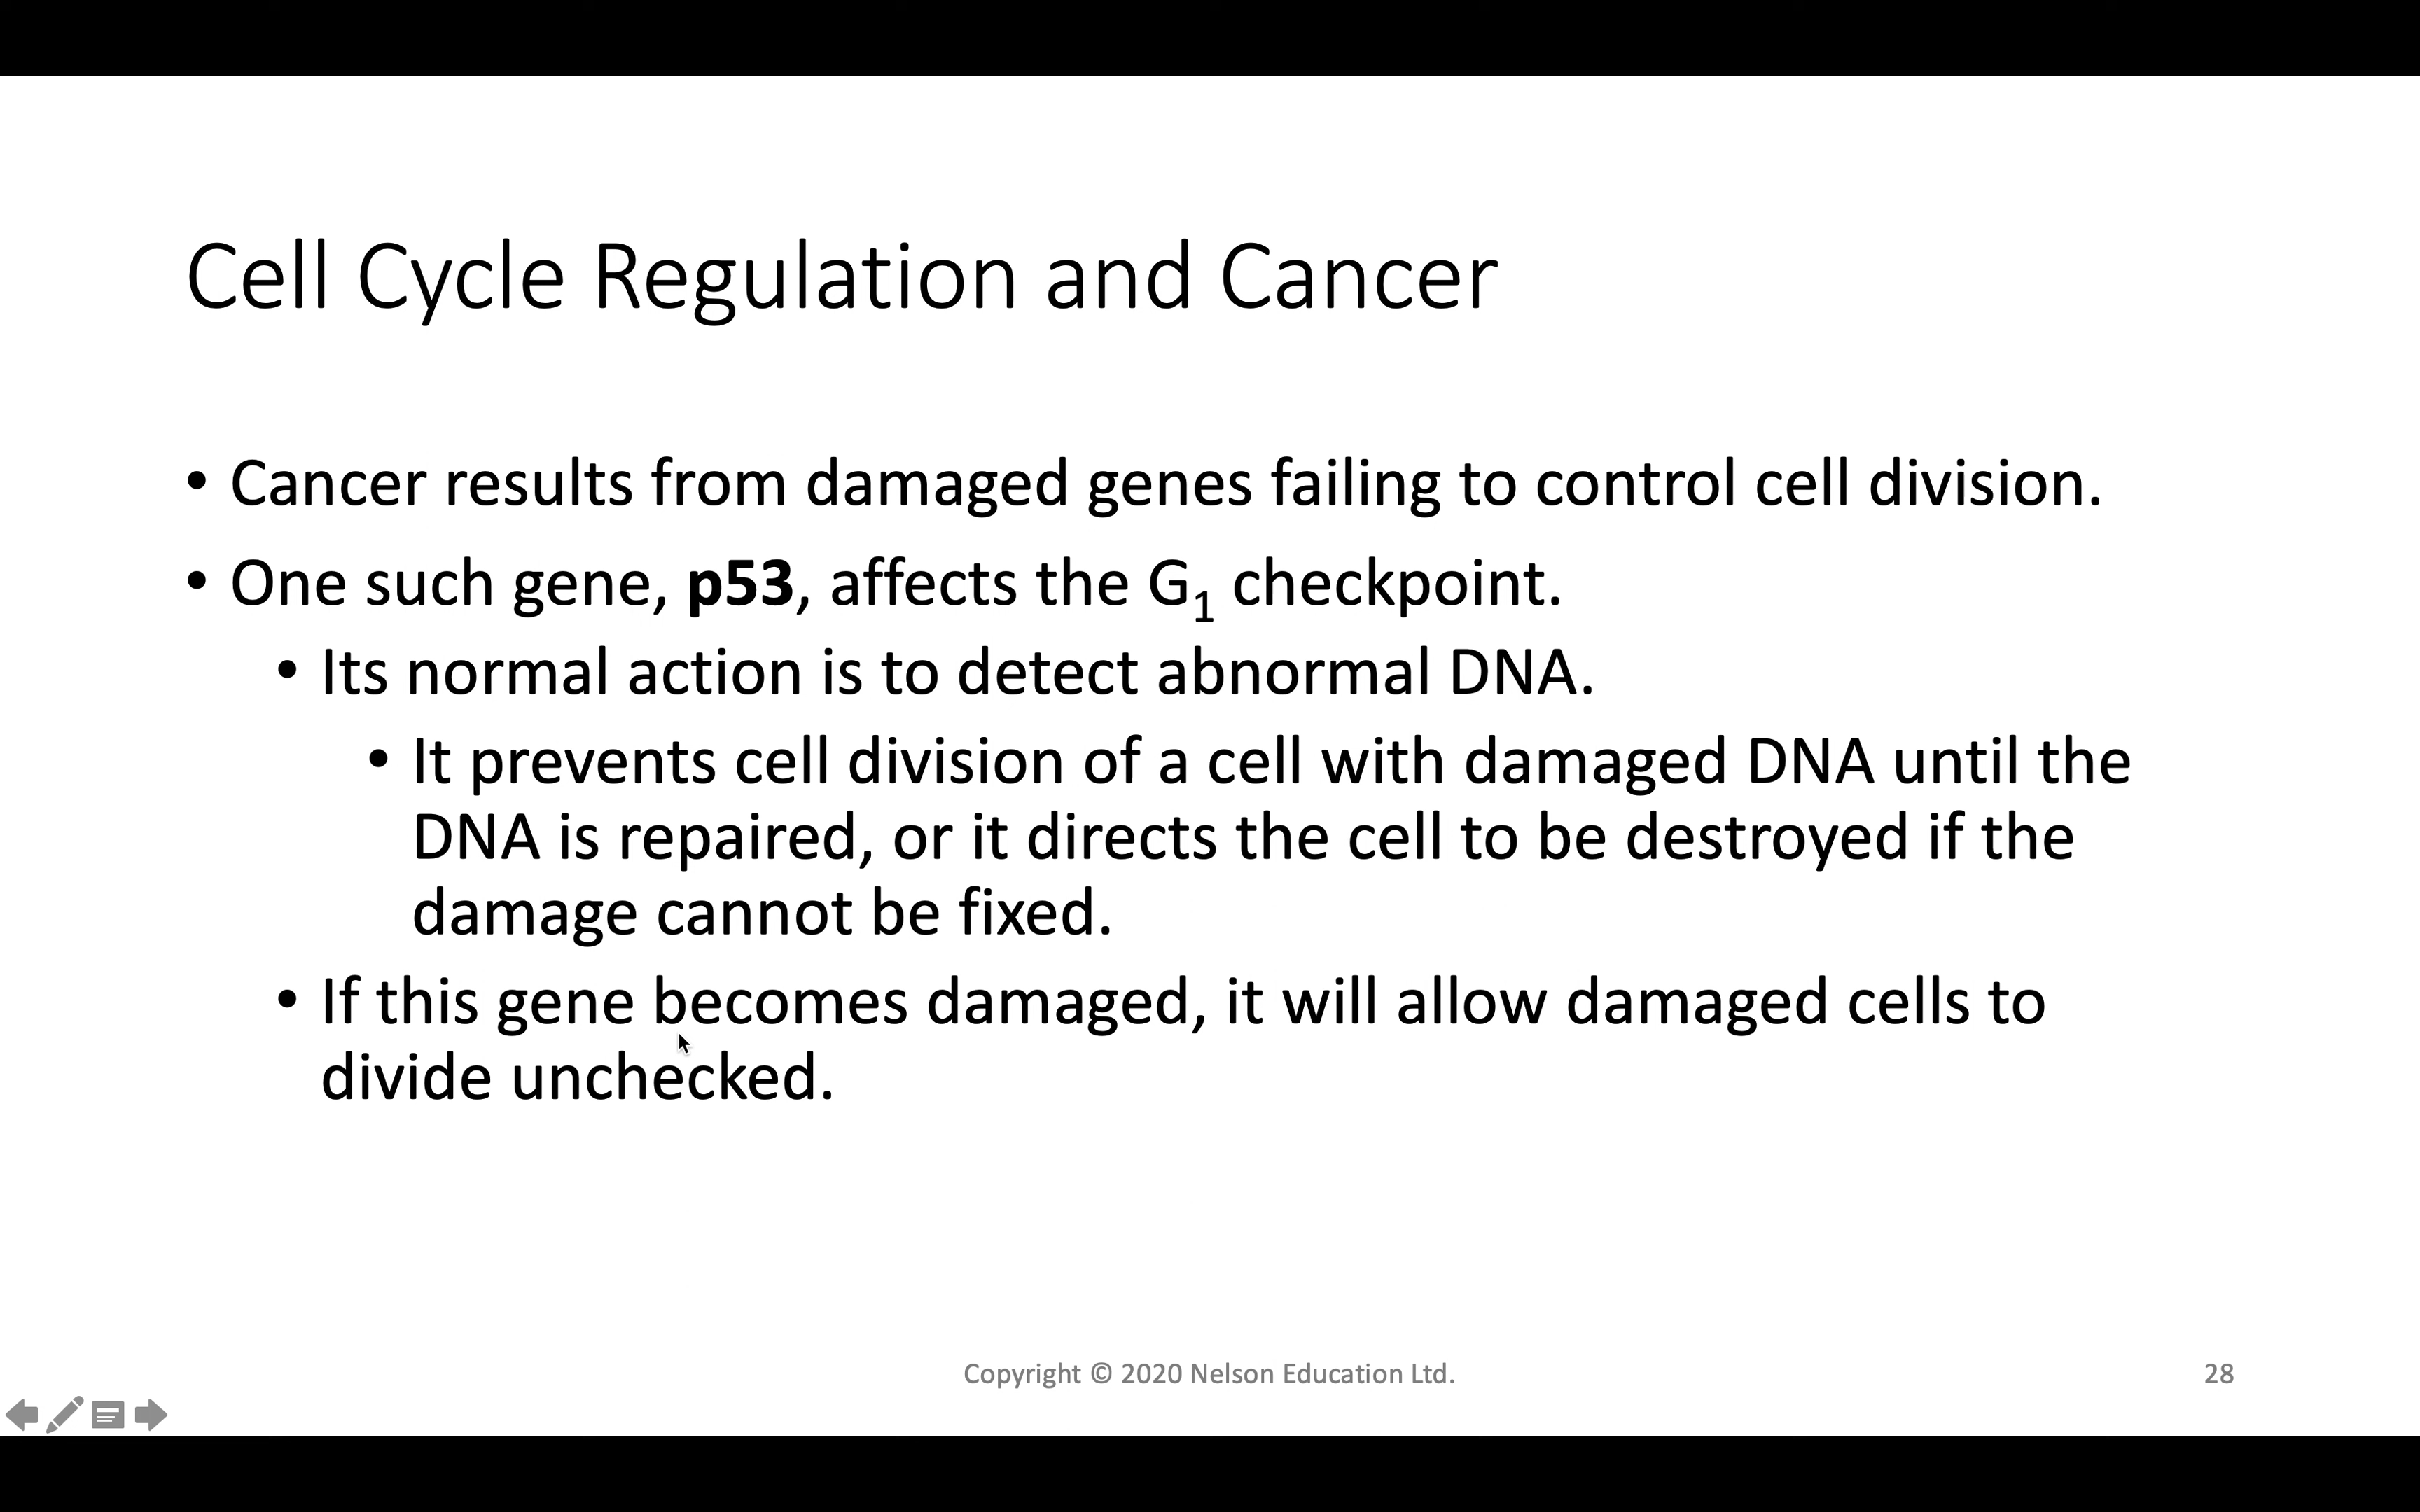 Cell Cycle Regulation and Cancer
• Cancer results from damaged genes failing to control cell division.
• One such gene, p53, affects the G₁ checkpoint.
• Its normal action is to detect abnormal DNA.
• It prevents cell division of a cell with damaged DNA until the
DNA is repaired, or it directs the cell to be destroyed if the
damage cannot be fixed.
• If this gene becomes damaged, it will allow damaged cells to
divide unchecked.
Copyright © 2020 Nelson Education Ltd.
28